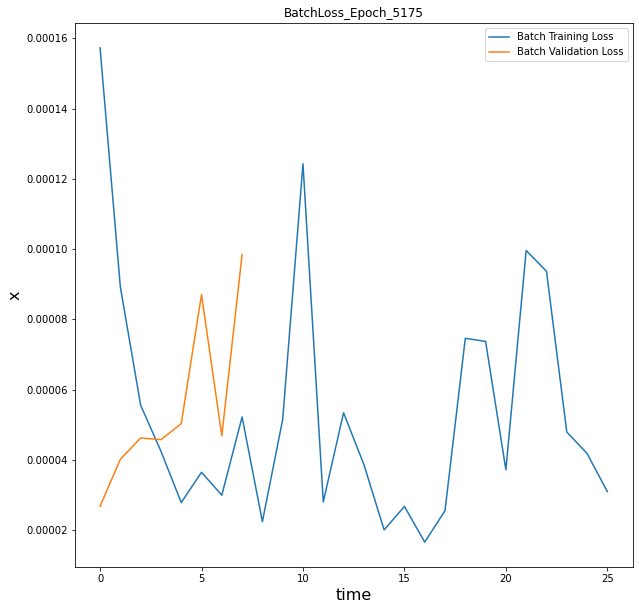 BatchLoss_Epoch_5175
Batch Training Loss
Batch Validation Loss
0.00016
0.00014
0.00012
0.00010
0.00008
0.00006
0.00004
0.00002
x
0 5 10 15 20 25
time